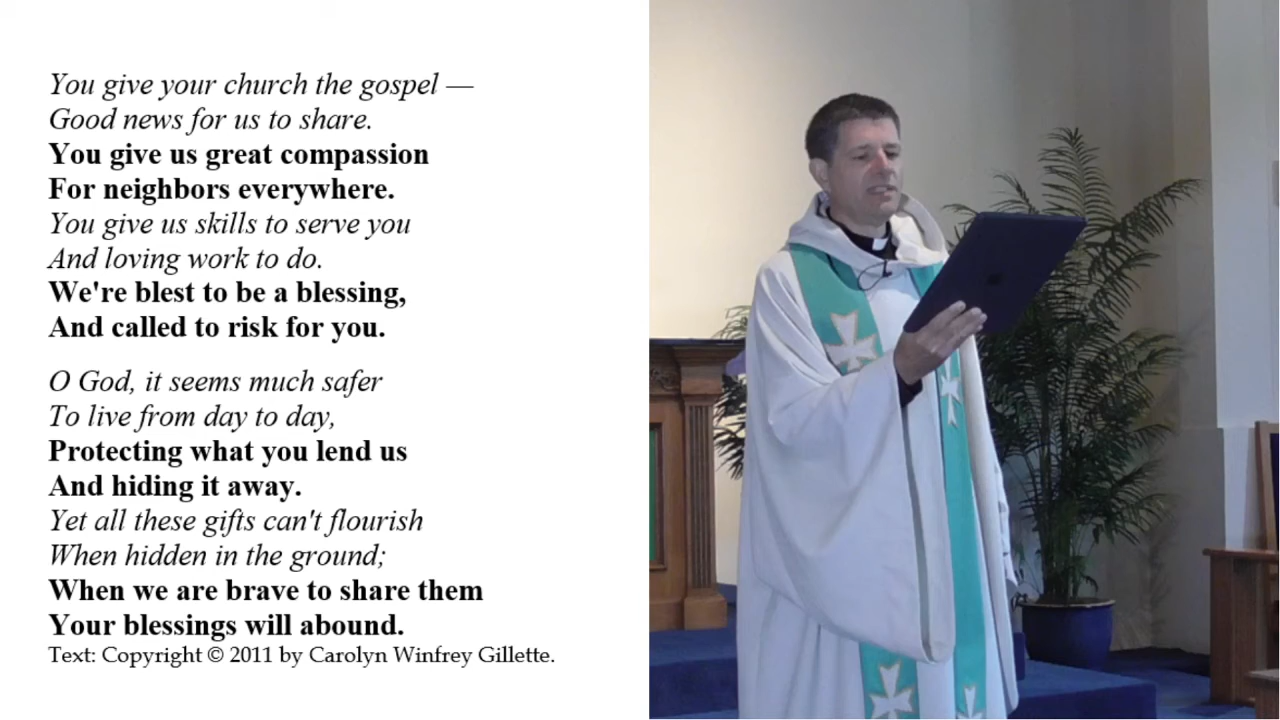 You give your church the gospel —
Good news for us to share.
You give us great compassion
For neighbors everywhere.
You give us skills to serve you
And loving work to do.
We're blest to be a blessing,
And called to risk for you.
O God, it seems much safer
To live from day to day,
Protecting what you lend us
And hiding it away.
Yet all these gifts can't flourish
When hidden in the ground;
When we are brave to share them
Your blessings will abound.
Text: Copyright © 2011 by Carolyn Winfrey Gillette.